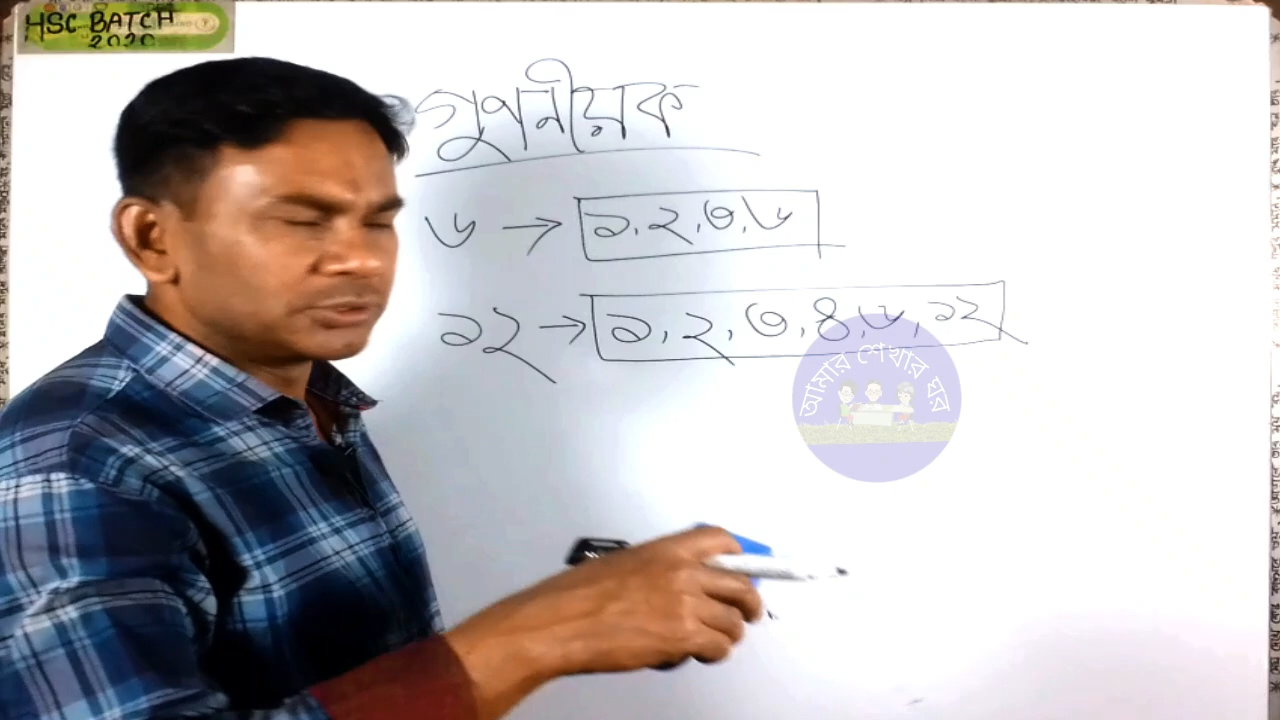 HSC BATCH
2020
গুণনীয়ক
৬ → ১, ২, ৩, ৬
১২ → ১, ২, ৩, ৪, ৬, ১২
আমার শেখার ঘর